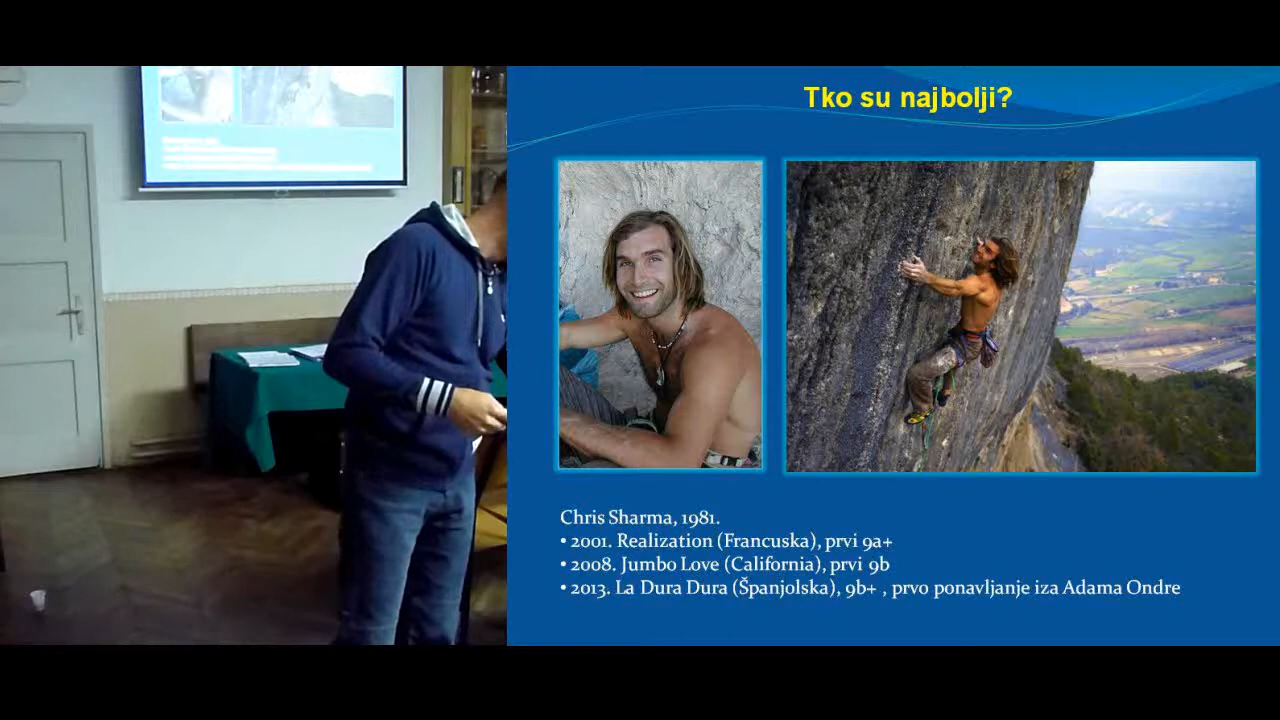 Tko su najbolji?
Chris Sharma, 1981.
• 2001. Realization (Francuska), prvi 9a+
• 2008. Jumbo Love (California), prvi 9b
• 2013. La Dura Dura (Španjolska), 9b+ , prvo ponavljanje iza Adama Ondre